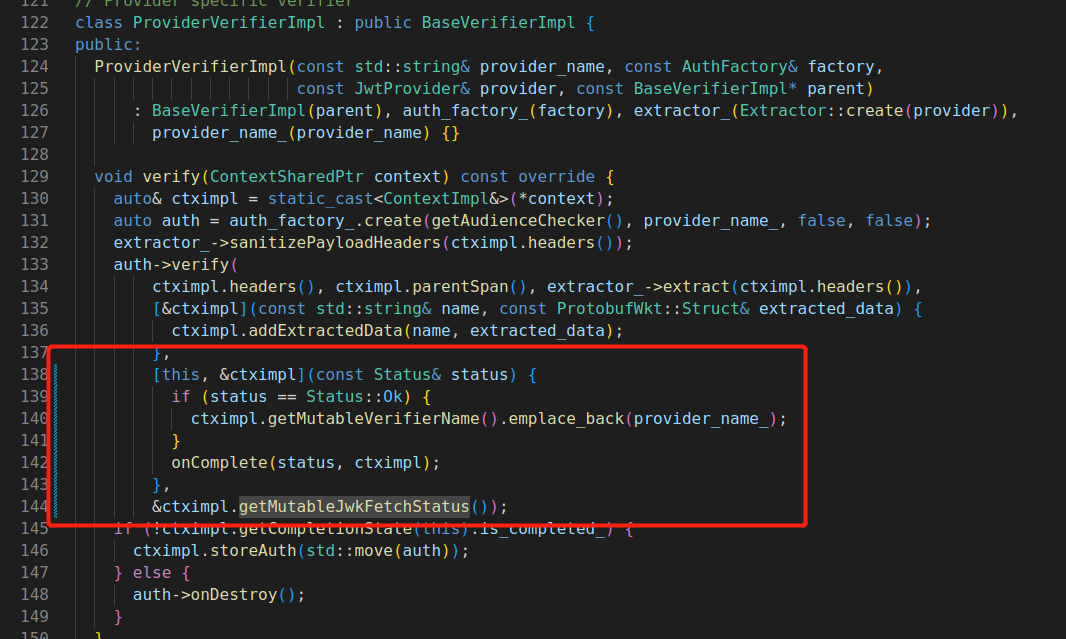 121 // Provider specific verifier
122 class ProviderVerifierImpl : public BaseVerifierImpl {
123 public:
124 ProviderVerifierImpl(const std::string& provider_name, const AuthFactory& factory,
125 const JwtProvider& provider, const BaseVerifierImpl* parent)
126 : BaseVerifierImpl(parent), auth_factory_(factory), extractor_(Extractor::create(provider)),
127 provider_name_(provider_name) {}
128
129 void verify(ContextSharedPtr context) const override {
130 auto& ctximpl = static_cast<ContextImpl&>(*context);
131 auto auth = auth_factory_.create(getAudienceChecker(), provider_name_, false, false);
132 extractor_->sanitizePayloadHeaders(ctximpl.headers());
133 auth->verify(
134 ctximpl.headers(), ctximpl.parentSpan(), extractor_->extract(ctximpl.headers()),
135 [&ctximpl](const std::string& name, const ProtobufWkt::Struct& extracted_data) {
136 ctximpl.addExtractedData(name, extracted_data);
137 },
138 [this, &ctximpl](const Status& status) {
139 if (status == Status::Ok) {
140 ctximpl.getMutableVerifierName().emplace_back(provider_name_);
141 }
142 onComplete(status, ctximpl);
143 },
144 &ctximpl.getMutableJwkFetchStatus());
145 if (!ctximpl.getCompletionState(this).is_completed_) {
146 ctximpl.storeAuth(std::move(auth));
147 } else {
148 auth->onDestroy();
149 }
150 }